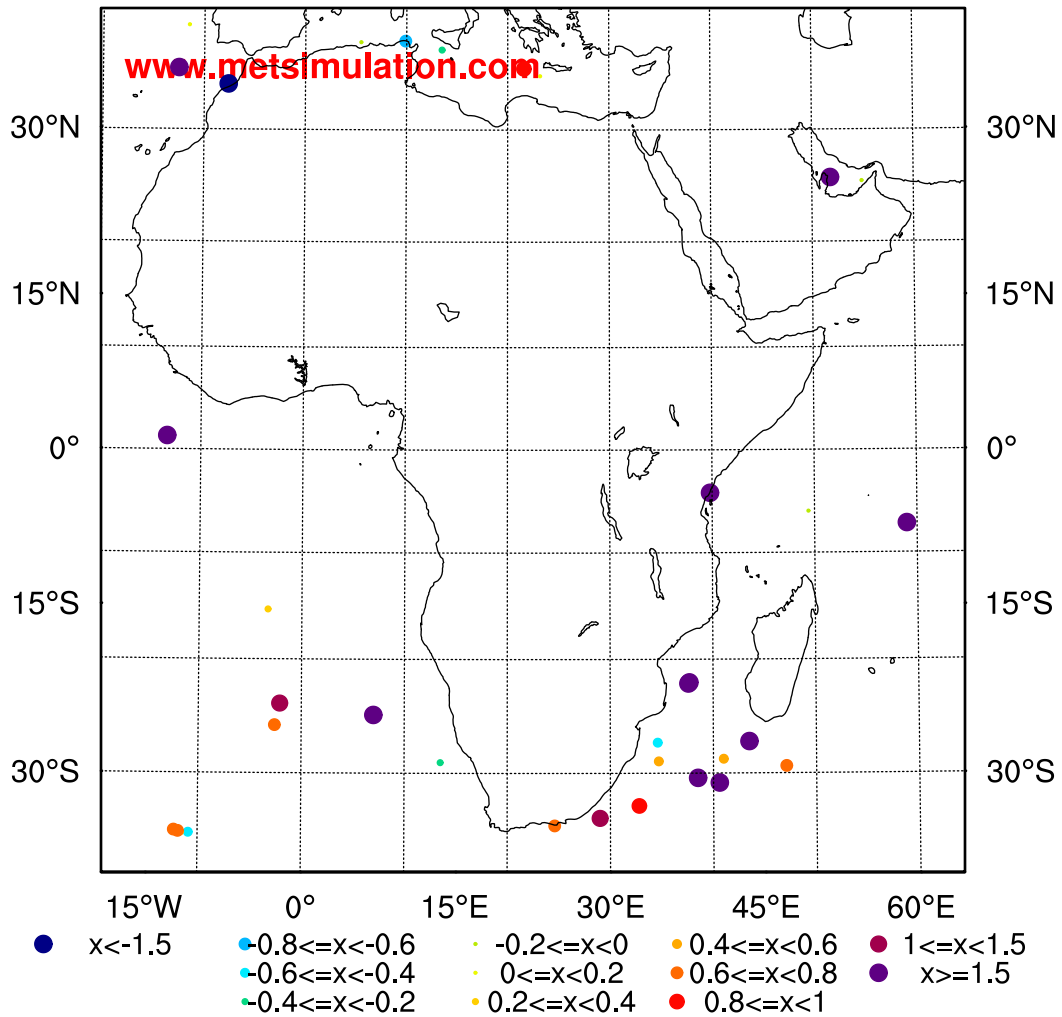 www.metsimulation.com
30°N 30°N
15°N 15°N
0° 0°
15°S 15°S
30°S 30°S
15°W 0° 15°E 30°E 45°E 60°E
x<-1.5 -0.8<=x<-0.6 -0.2<=x<0 0.4<=x<0.6 1<=x<1.5
-0.6<=x<-0.4 0<=x<0.2 0.6<=x<0.8 x>=1.5
-0.4<=x<-0.2 0.2<=x<0.4 0.8<=x<1